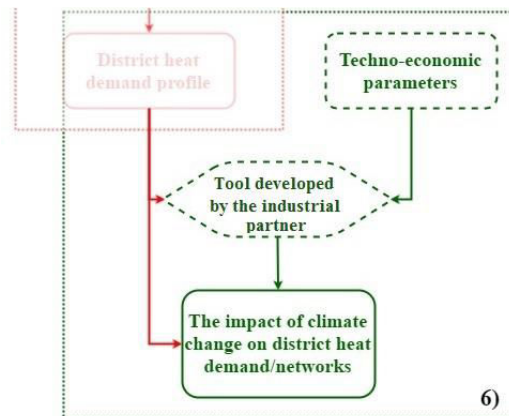 District heat
demand profile
Techno-economic
parameters
Tool developed
by the industrial
partner
The impact of climate
change on district heat
demand/networks
6)